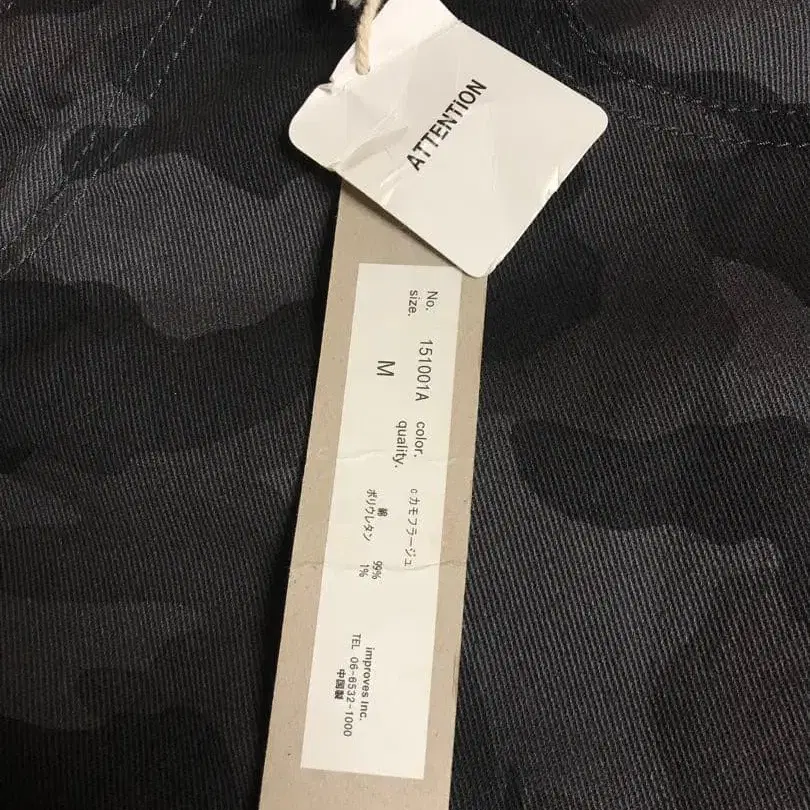 ATTENTiON
No. 151001A color. cカモフラージュ
size. M quality. 綿 99%
ポリウレタン 1%
improves Inc.
TEL 06-6532-1000
中国製